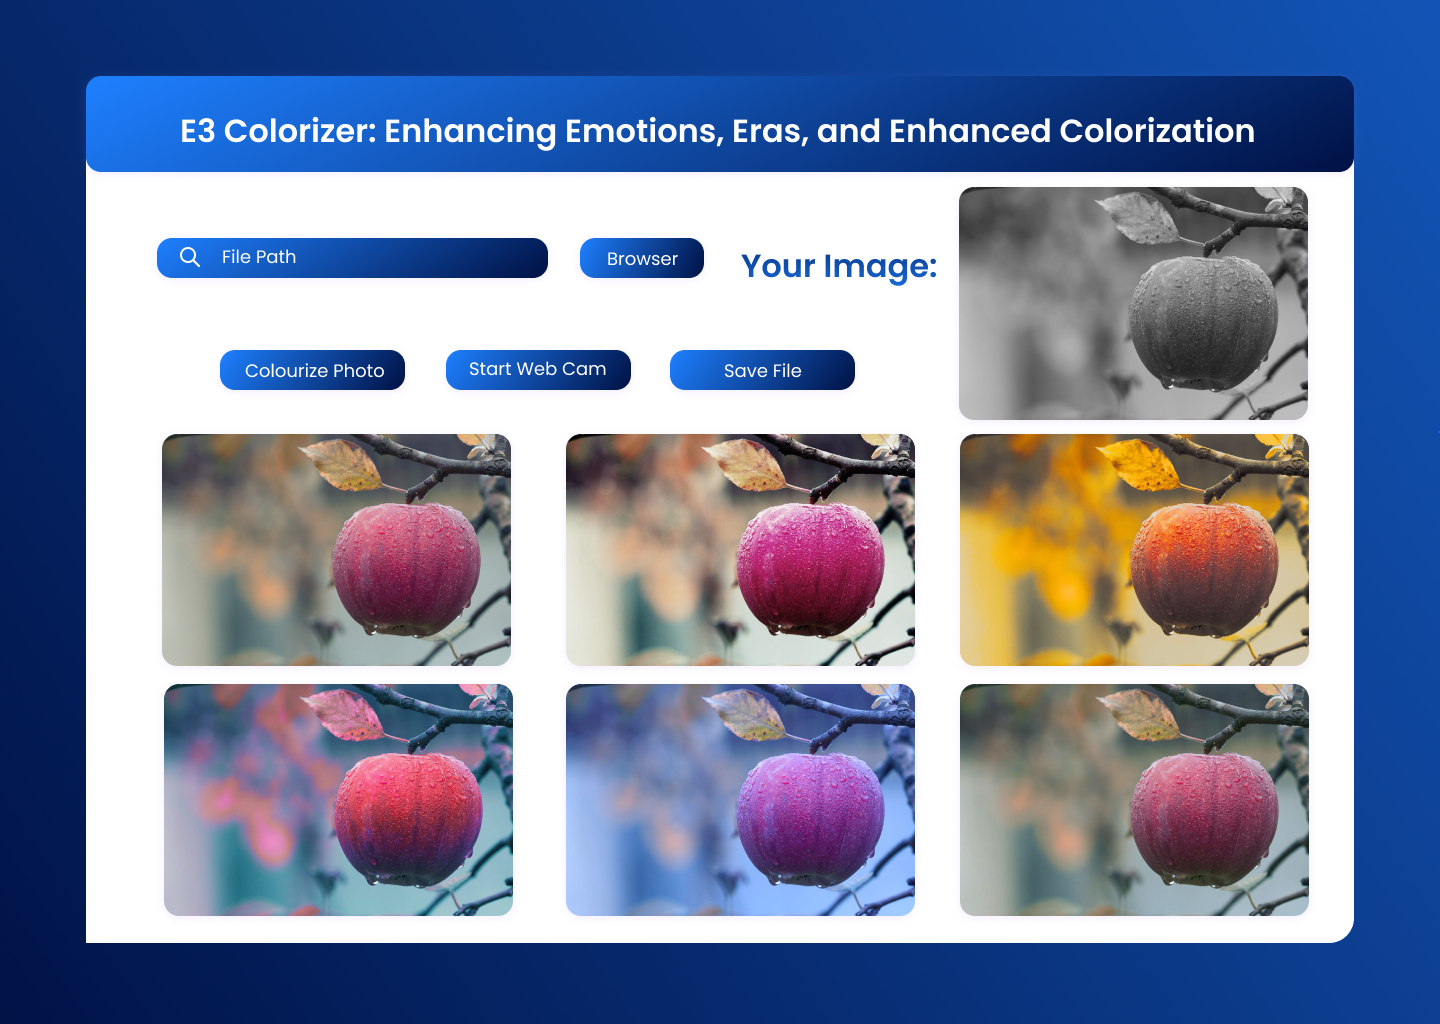 E3 Colorizer: Enhancing Emotions, Eras, and Enhanced Colorization
File Path
Browser
Your Image:
Colourize Photo
Start Web Cam
Save File